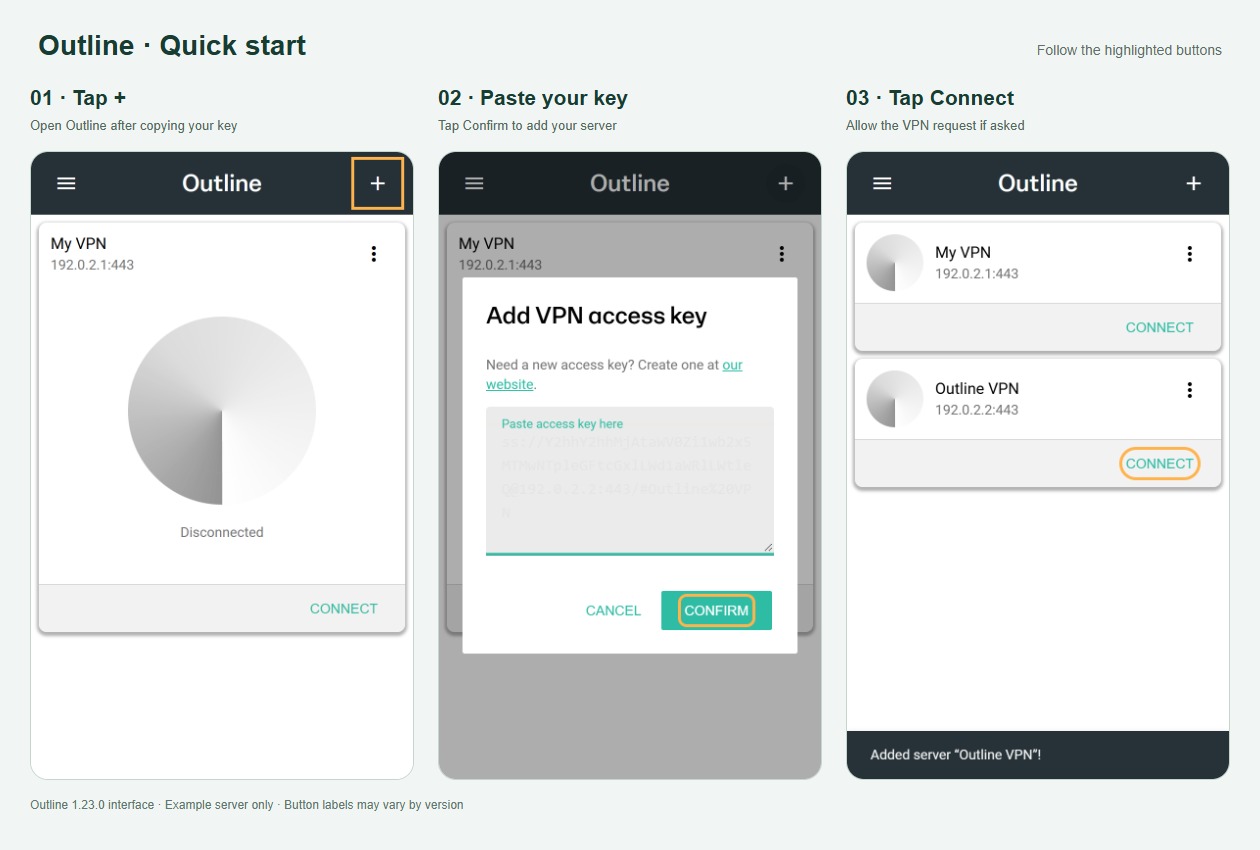 Outline · Quick start
Follow the highlighted buttons
01 · Tap +
Open Outline after copying your key
Outline
+
My VPN
192.0.2.1:443
Disconnected
CONNECT
02 · Paste your key
Tap Confirm to add your server
Outline
+
My VPN
192.0.2.1:443
Add VPN access key
Need a new access key? Create one at our
website.
Paste access key here
CANCEL
CONFIRM
03 · Tap Connect
Allow the VPN request if asked
Outline
+
My VPN
192.0.2.1:443
CONNECT
Outline VPN
192.0.2.2:443
CONNECT
Added server “Outline VPN”!
Outline 1.23.0 interface · Example server only · Button labels may vary by version